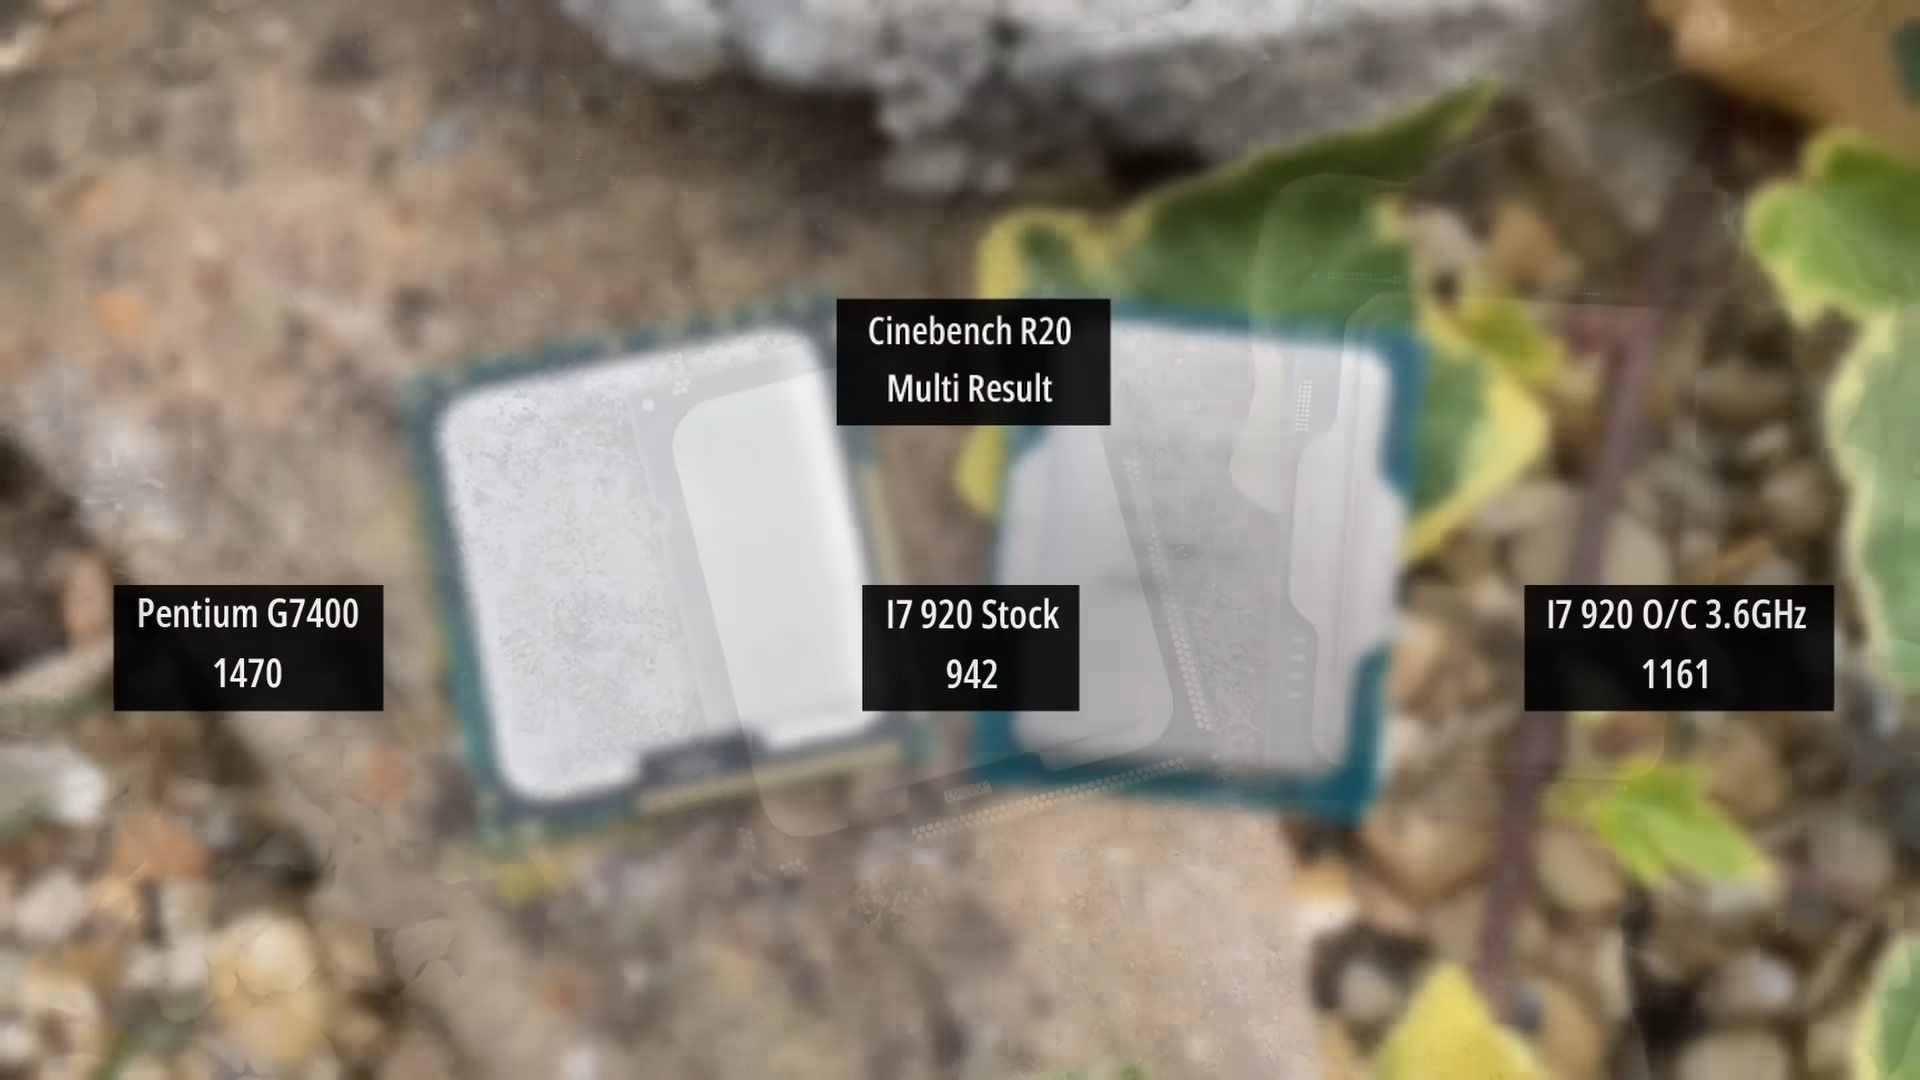 Cinebench R20
Multi Result
Pentium G7400
1470
I7 920 Stock
942
I7 920 O/C 3.6GHz
1161